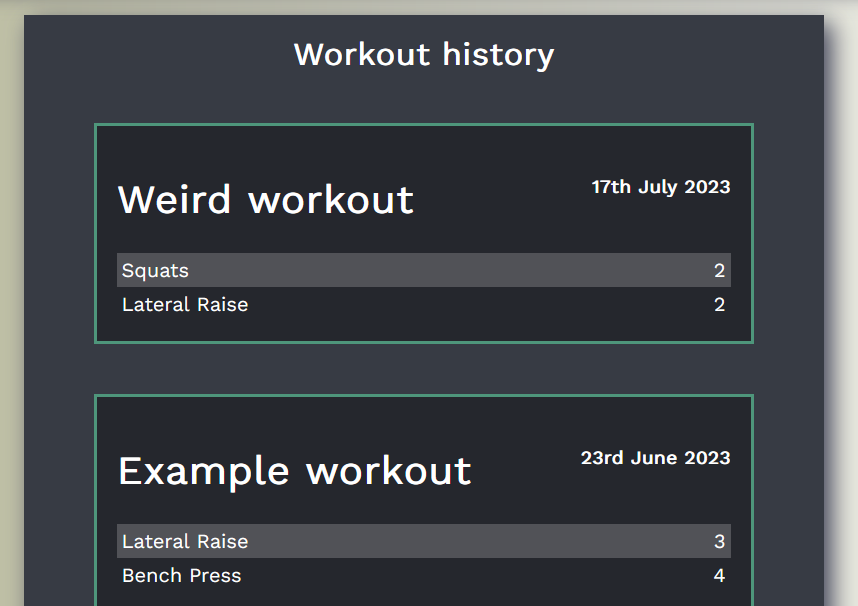 Workout history
Weird workout 17th July 2023
Squats 2
Lateral Raise 2
Example workout 23rd June 2023
Lateral Raise 3
Bench Press 4